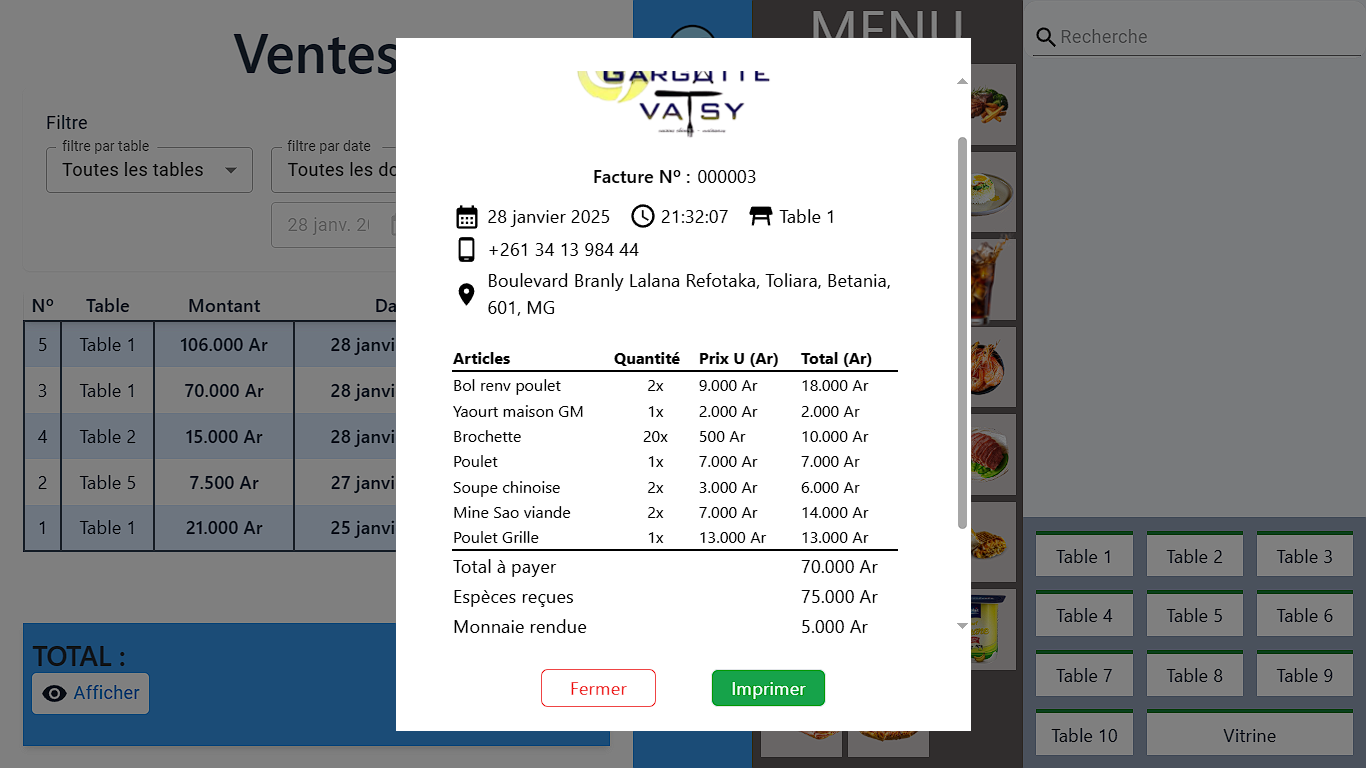 Ventes
MENU
Recherche
Filtre
filtre par table
Toutes les tables
filtre par date
Toutes les
28 janv.
Nº Table Montant
5 Table 1 106.000 Ar 28
3 Table 1 70.000 Ar 28
4 Table 2 15.000 Ar 28
2 Table 5 7.500 Ar 27
1 Table 1 21.000 Ar 25
TOTAL :
Afficher
GARGOTTE
VATSY
Facture Nº : 000003
28 janvier 2025 21:32:07 Table 1
+261 34 13 984 44
Boulevard Branly Lalana Refotaka, Toliara, Betania,
601, MG
Articles Quantité Prix U (Ar) Total (Ar)
Bol renv poulet 2x 9.000 Ar 18.000 Ar
Yaourt maison GM 1x 2.000 Ar 2.000 Ar
Brochette 20x 500 Ar 10.000 Ar
Poulet 1x 7.000 Ar 7.000 Ar
Soupe chinoise 2x 3.000 Ar 6.000 Ar
Mine Sao viande 2x 7.000 Ar 14.000 Ar
Poulet Grille 1x 13.000 Ar 13.000 Ar
Total à payer 70.000 Ar
Espèces reçues 75.000 Ar
Monnaie rendue 5.000 Ar
Fermer Imprimer
Table 1 Table 2 Table 3
Table 4 Table 5 Table 6
Table 7 Table 8 Table 9
Table 10 Vitrine